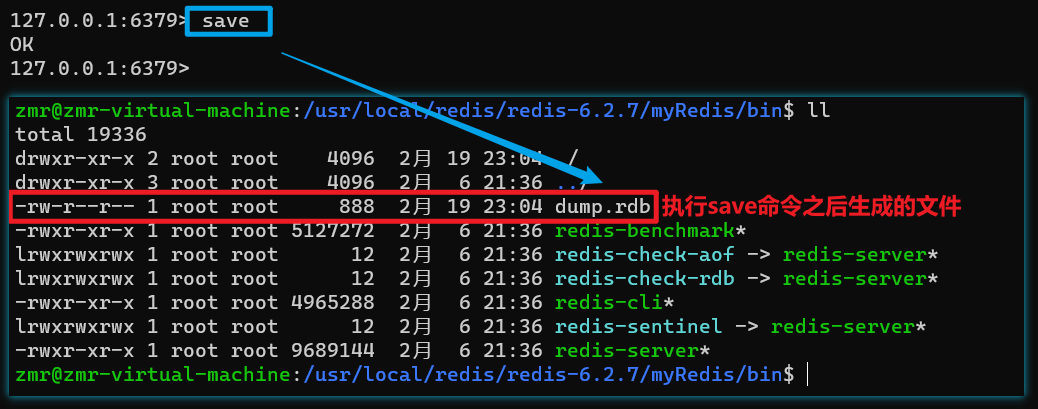 127.0.0.1:6379> save
OK
127.0.0.1:6379>
zmr@zmr-virtual-machine:/usr/local/redis/redis-6.2.7/myRedis/bin$ ll
total 19336
drwxr-xr-x 2 root root    4096  2月 19 23:04 ./
drwxr-xr-x 3 root root    4096  2月  6 21:36 ../
-rw-r--r-- 1 root root     888  2月 19 23:04 dump.rdb 执行save命令之后生成的文件
-rwxr-xr-x 1 root root 5127272  2月  6 21:36 redis-benchmark*
lrwxrwxrwx 1 root root      12  2月  6 21:36 redis-check-aof -> redis-server*
lrwxrwxrwx 1 root root      12  2月  6 21:36 redis-check-rdb -> redis-server*
-rwxr-xr-x 1 root root 4965288  2月  6 21:36 redis-cli*
lrwxrwxrwx 1 root root      12  2月  6 21:36 redis-sentinel -> redis-server*
-rwxr-xr-x 1 root root 9689144  2月  6 21:36 redis-server*
zmr@zmr-virtual-machine:/usr/local/redis/redis-6.2.7/myRedis/bin$